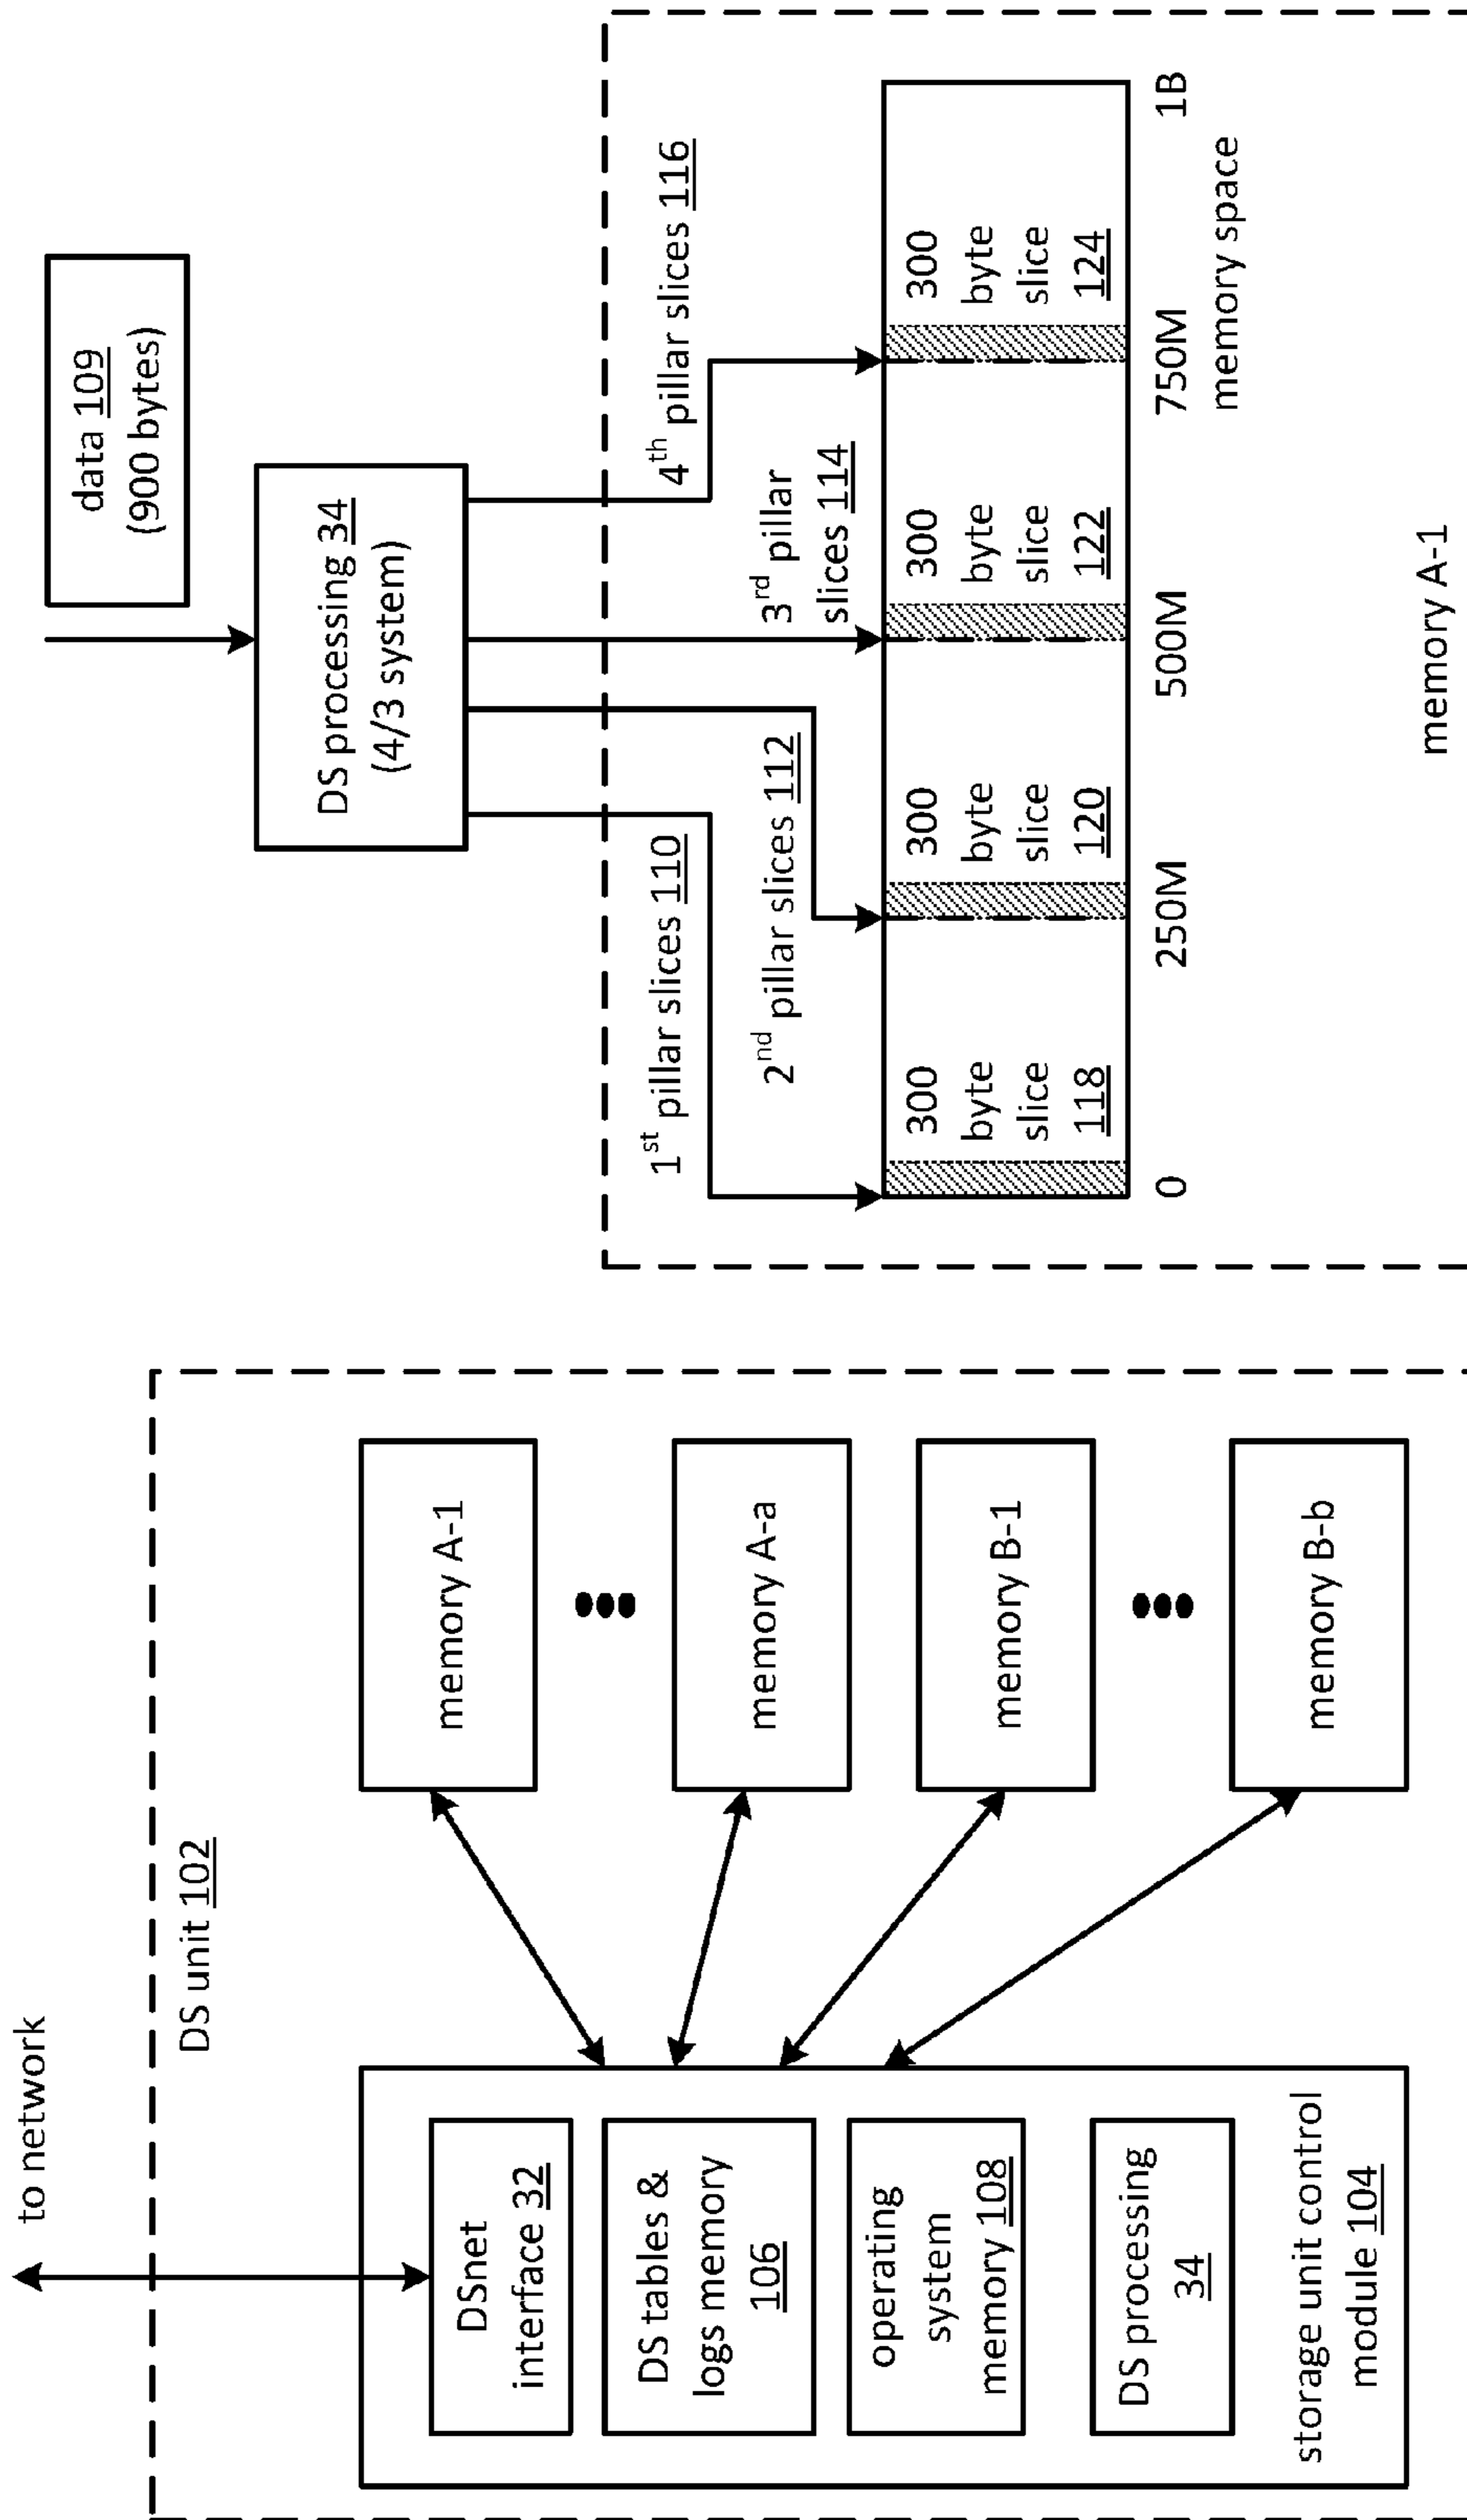 to network
DS unit 102
DSnet
interface 32
DS tables &
logs memory
106
operating
system
memory 108
DS processing
34
storage unit control
module 104
memory A-1
memory A-a
memory B-1
memory B-b
data 109
(900 bytes)
DS processing 34
(4/3 system)
1st pillar slices 110
2nd pillar slices 112
3rd pillar
slices 114
4th pillar slices 116
300
byte
slice
118
300
byte
slice
120
300
byte
slice
122
300
byte
slice
124
0
250M
500M
750M
1B
memory space
memory A-1